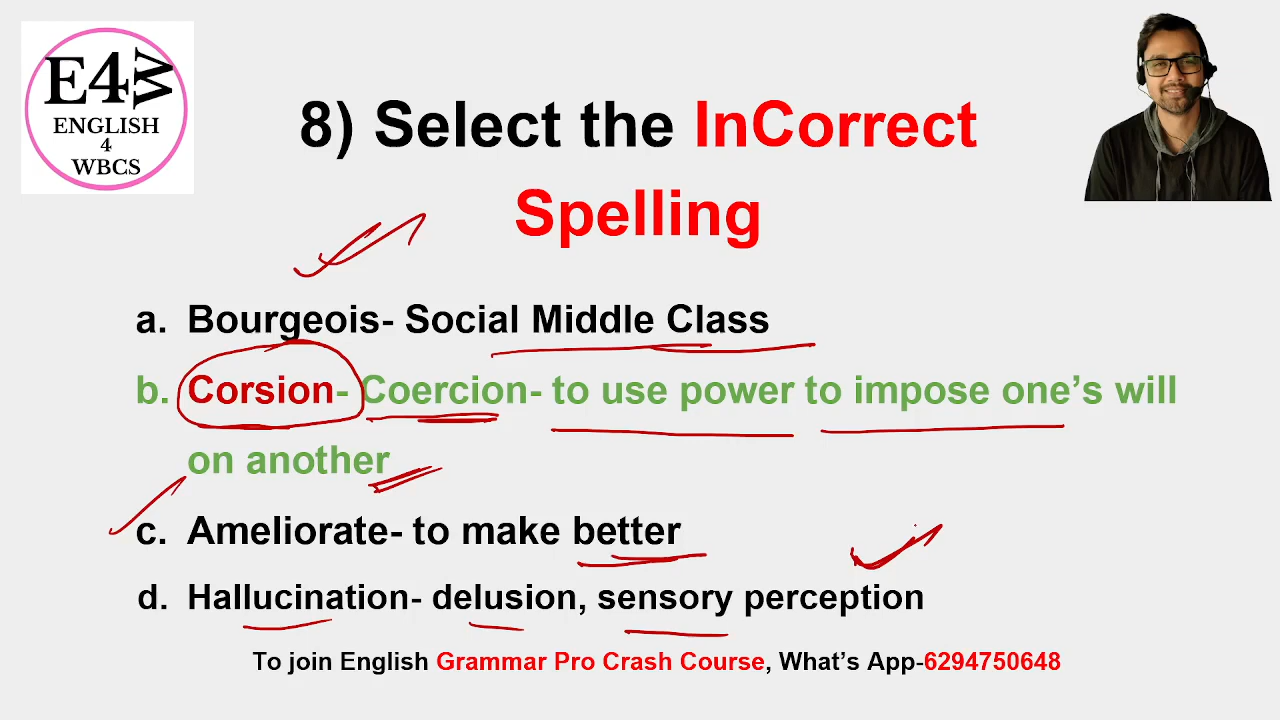 E4W
ENGLISH
4
WBCS
8) Select the InCorrect
Spelling
a. Bourgeois- Social Middle Class
b. Corsion- Coercion- to use power to impose one’s will
on another
c. Ameliorate- to make better
d. Hallucination- delusion, sensory perception
To join English Grammar Pro Crash Course, What’s App-6294750648